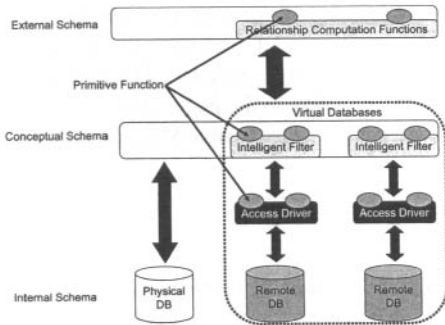 External Schema
Relationship Computation Functions
Primitive Function
Virtual Databases
Conceptual Schema
Intelligent Filter
Intelligent Filter
Access Driver
Access Driver
Internal Schema
Physical
DB
Remote
DB
Remote
DB